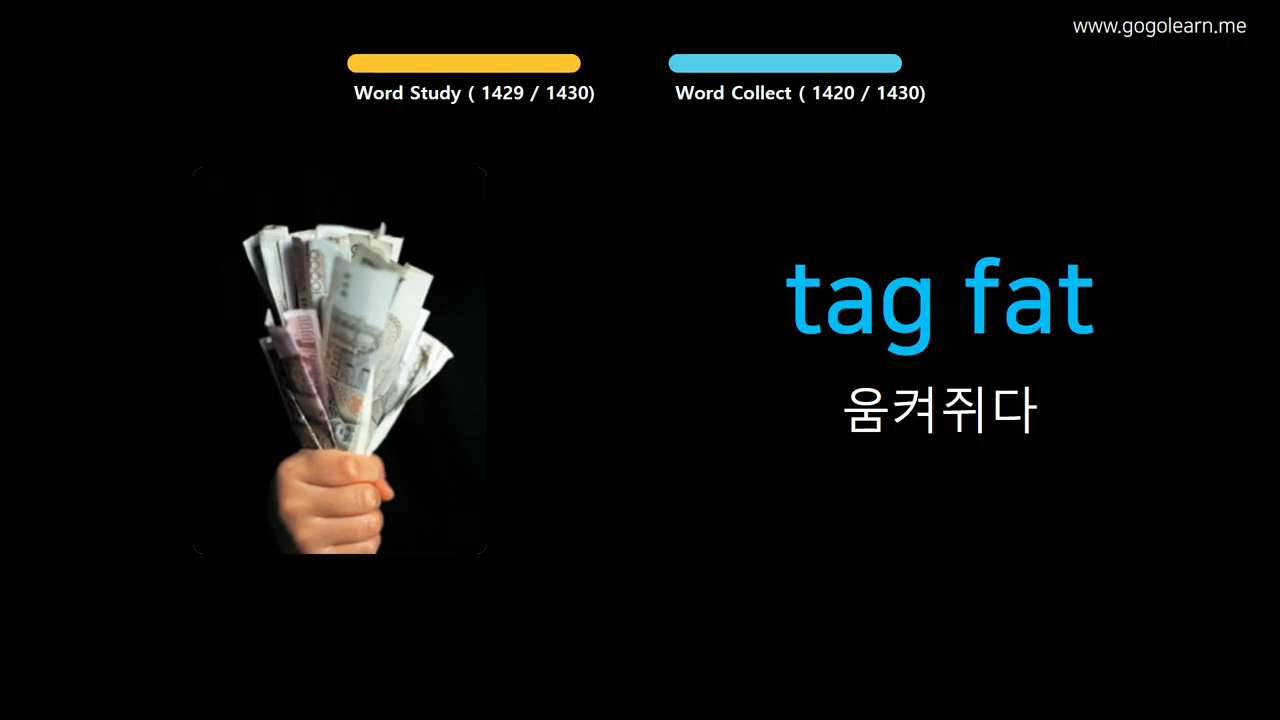 www.gogolearn.me
Word Study ( 1429 / 1430)
Word Collect ( 1420 / 1430)
tag fat
움켜쥐다